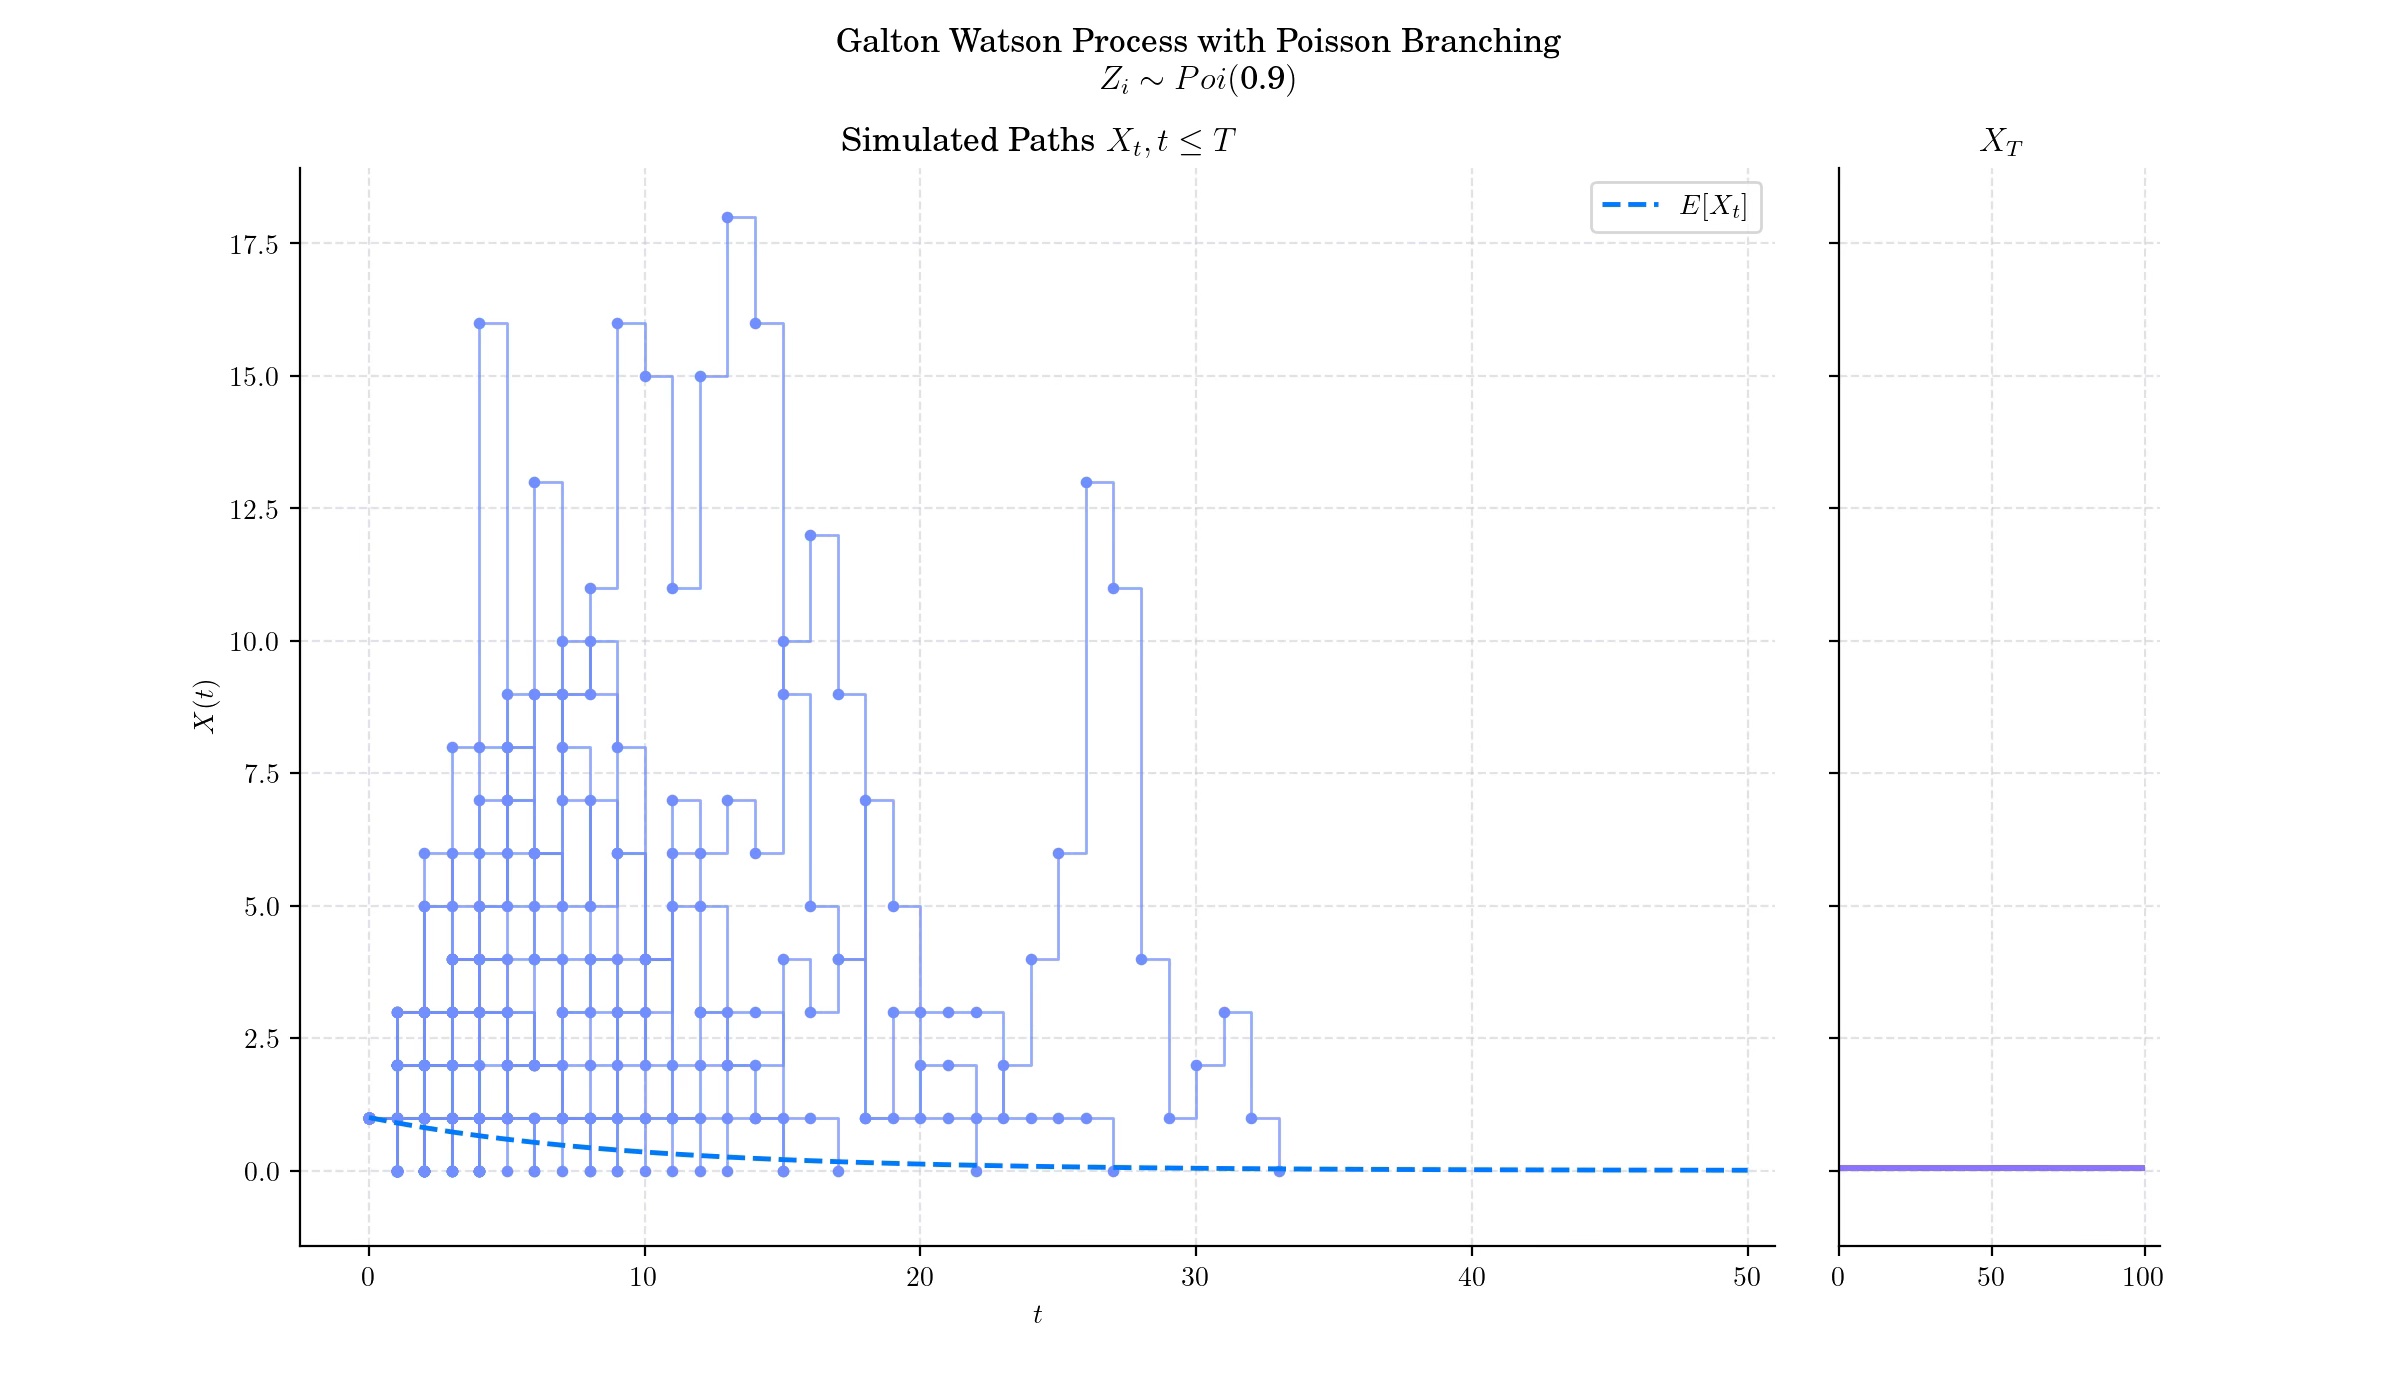 Galton Watson Process with Poisson Branching
Z_i ∼ Poi(0.9)
Simulated Paths X_t, t ≤ T
X_T
E[X_t]
17.5
15.0
12.5
10.0
7.5
5.0
2.5
0.0
X(t)
0 10 20 30 40 50
0 50 100
t